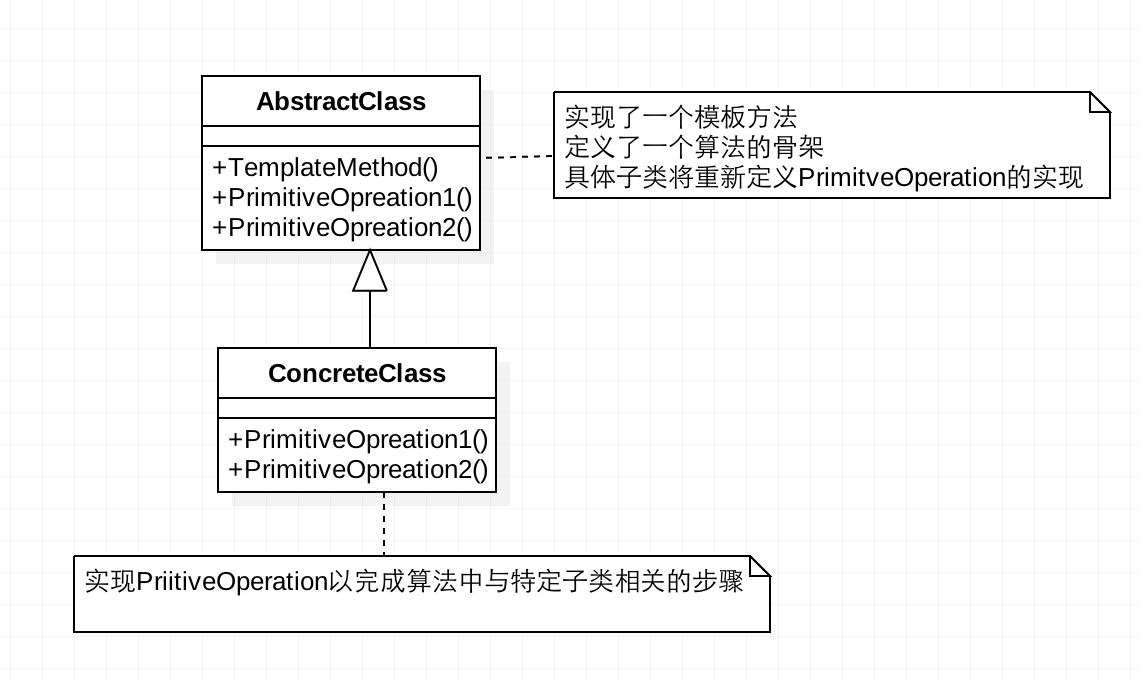 AbstractClass
+TemplateMethod()
+PrimitiveOpreation1()
+PrimitiveOpreation2()
实现了一个模板方法
定义了一个算法的骨架
具体子类将重新定义PrimitveOperation的实现
ConcreteClass
+PrimitiveOpreation1()
+PrimitiveOpreation2()
实现PriitiveOperation以完成算法中与特定子类相关的步骤